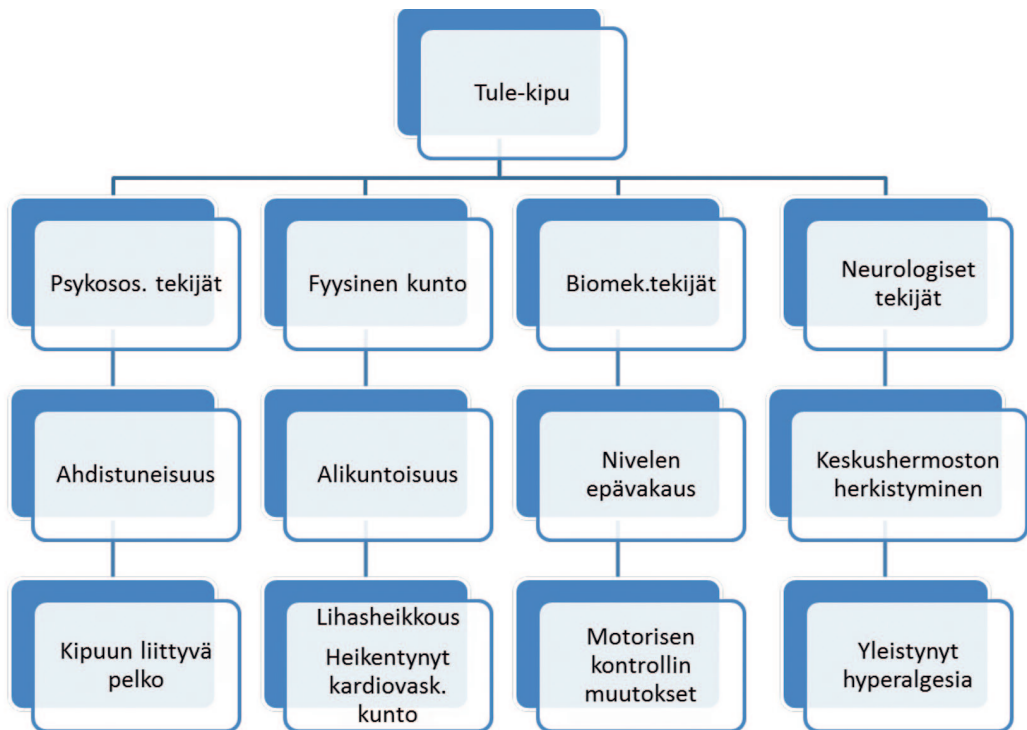 Tule-kipu
Psykosos. tekijät
Fyysinen kunto
Biomek.tekijät
Neurologiset
tekijät
Ahdistuneisuus
Alikuntoisuus
Nivelen
epävakaus
Keskushermoston
herkistyminen
Kipuun liittyvä
pelko
Lihasheikkous
Heikentynyt
kardiovask.
kunto
Motorisen
kontrollin
muutokset
Yleistynyt
hyperalgesia